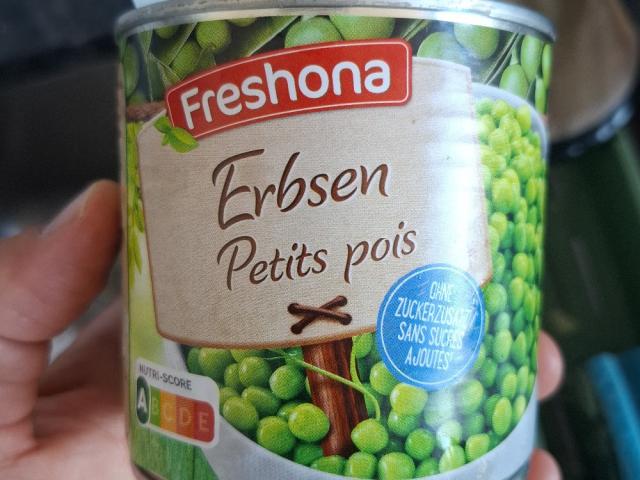 Freshona
Erbsen
Petits pois
OHNE
ZUCKERZUSATZ
SANS SUCRES
AJOUTÉS
NUTRI-SCORE
A B C D E